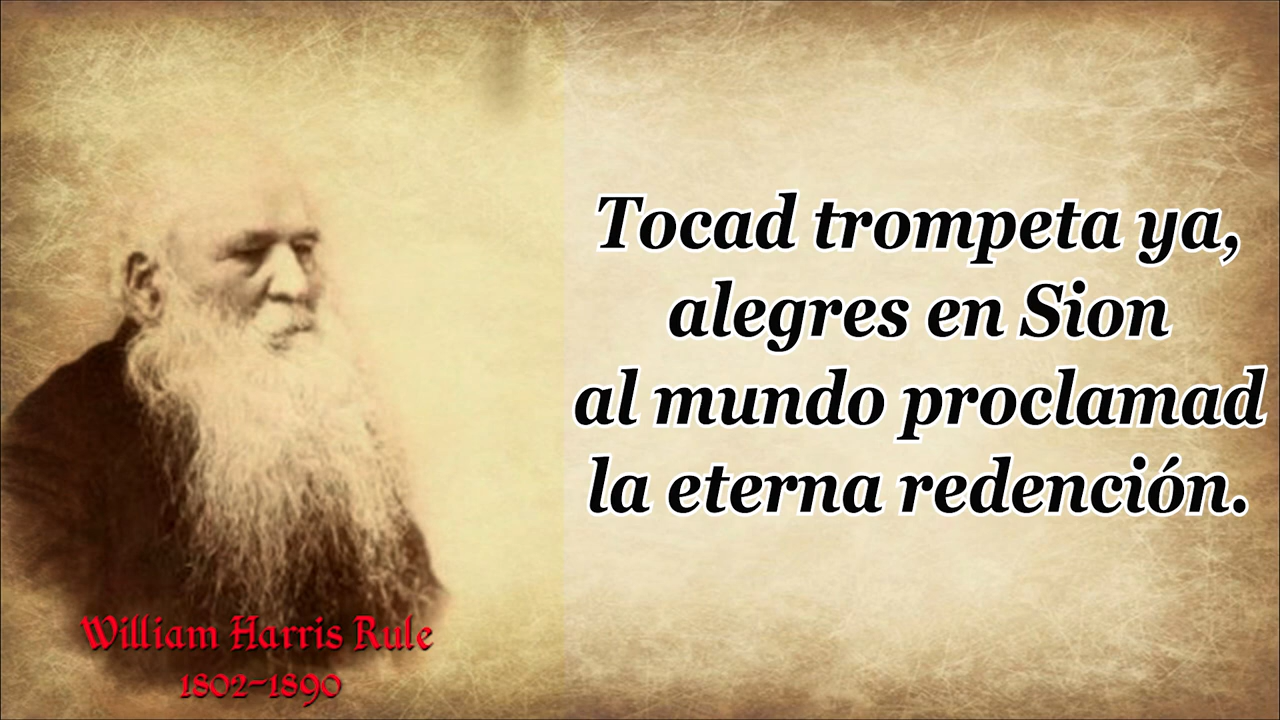 Tocad trompeta ya,
alegres en Sion
al mundo proclamad
la eterna redención.
William Harris Rule
1802-1890